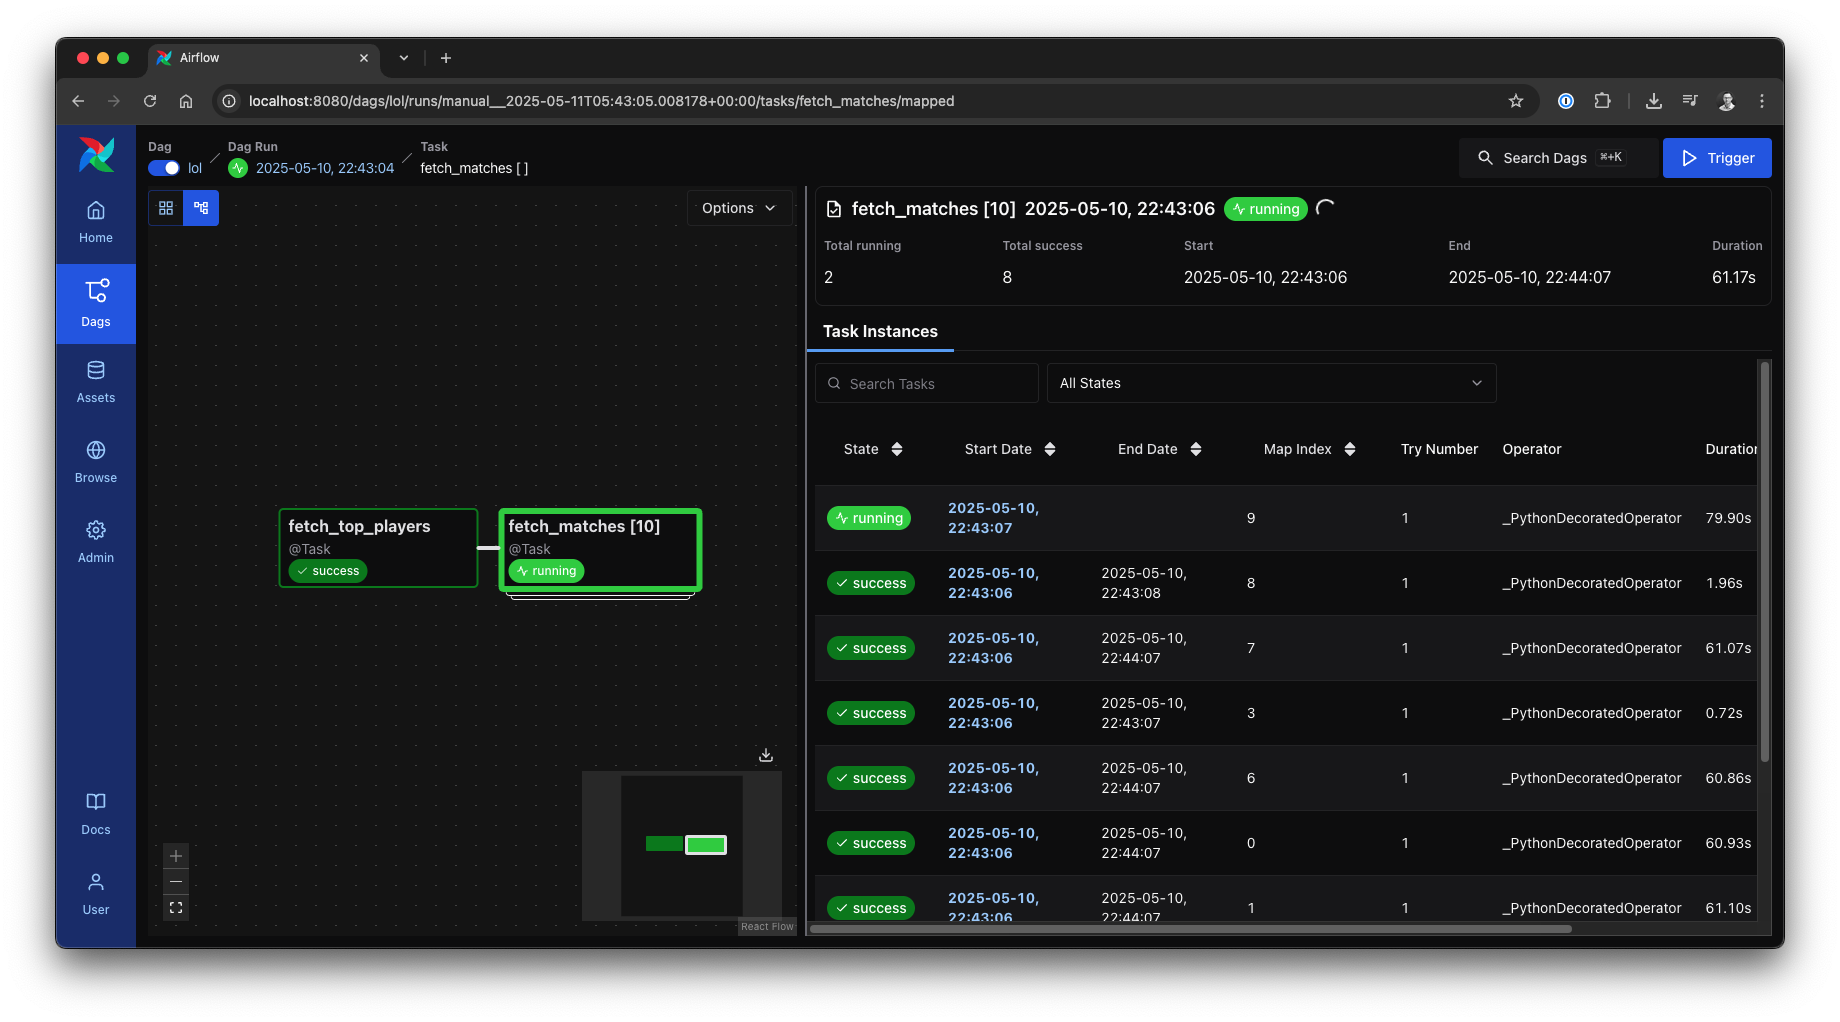 Airflow
localhost:8080/dags/lol/runs/manual__2025-05-11T05:43:05.008178+00:00/tasks/fetch_matches/mapped
Dag
lol
Dag Run
2025-05-10, 22:43:04
Task
fetch_matches [ ]
Search Dags ⌘+K
Trigger
Home
Dags
Assets
Browse
Admin
Docs
User
Options
fetch_top_players
@Task
success
fetch_matches [10]
@Task
running
React Flow
fetch_matches [10] 2025-05-10, 22:43:06 running
Total running Total success Start End Duration
2 8 2025-05-10, 22:43:06 2025-05-10, 22:44:07 61.17s
Task Instances
Search Tasks
All States
State Start Date End Date Map Index Try Number Operator Duration
running 2025-05-10, 22:43:07 9 1 _PythonDecoratedOperator 79.90s
success 2025-05-10, 22:43:06 2025-05-10, 22:43:08 8 1 _PythonDecoratedOperator 1.96s
success 2025-05-10, 22:43:06 2025-05-10, 22:44:07 7 1 _PythonDecoratedOperator 61.07s
success 2025-05-10, 22:43:06 2025-05-10, 22:43:07 3 1 _PythonDecoratedOperator 0.72s
success 2025-05-10, 22:43:06 2025-05-10, 22:44:07 6 1 _PythonDecoratedOperator 60.86s
success 2025-05-10, 22:43:06 2025-05-10, 22:44:07 0 1 _PythonDecoratedOperator 60.93s
success 2025-05-10, 22:43:06 2025-05-10, 22:44:07 1 1 _PythonDecoratedOperator 61.10s